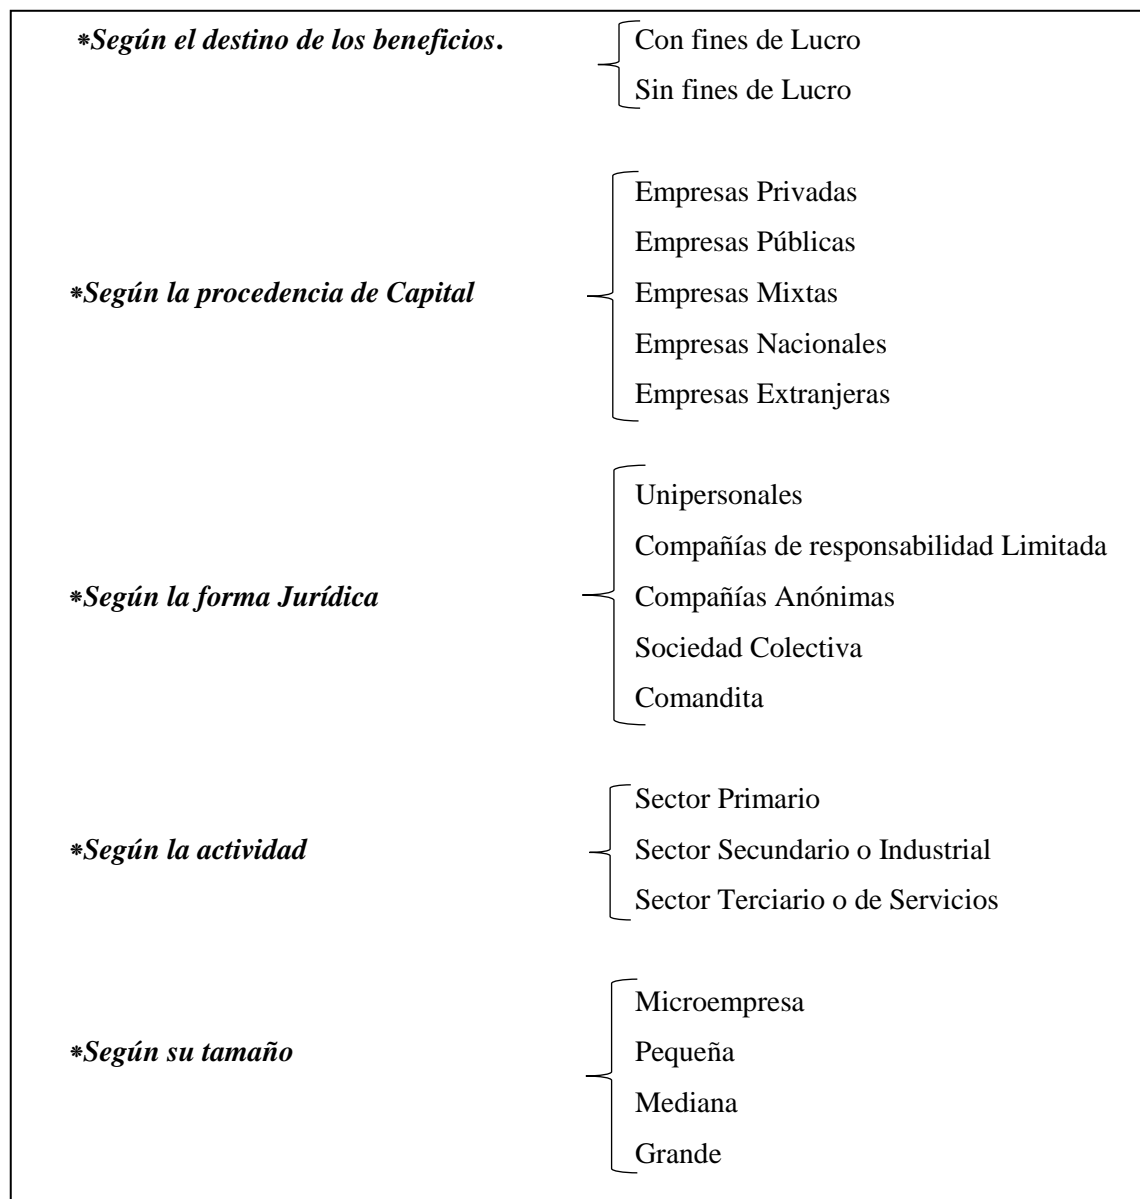 *Según el destino de los beneficios.
Con fines de Lucro
Sin fines de Lucro
*Según la procedencia de Capital
Empresas Privadas
Empresas Públicas
Empresas Mixtas
Empresas Nacionales
Empresas Extranjeras
*Según la forma Jurídica
Unipersonales
Compañías de responsabilidad Limitada
Compañías Anónimas
Sociedad Colectiva
Comandita
*Según la actividad
Sector Primario
Sector Secundario o Industrial
Sector Terciario o de Servicios
*Según su tamaño
Microempresa
Pequeña
Mediana
Grande